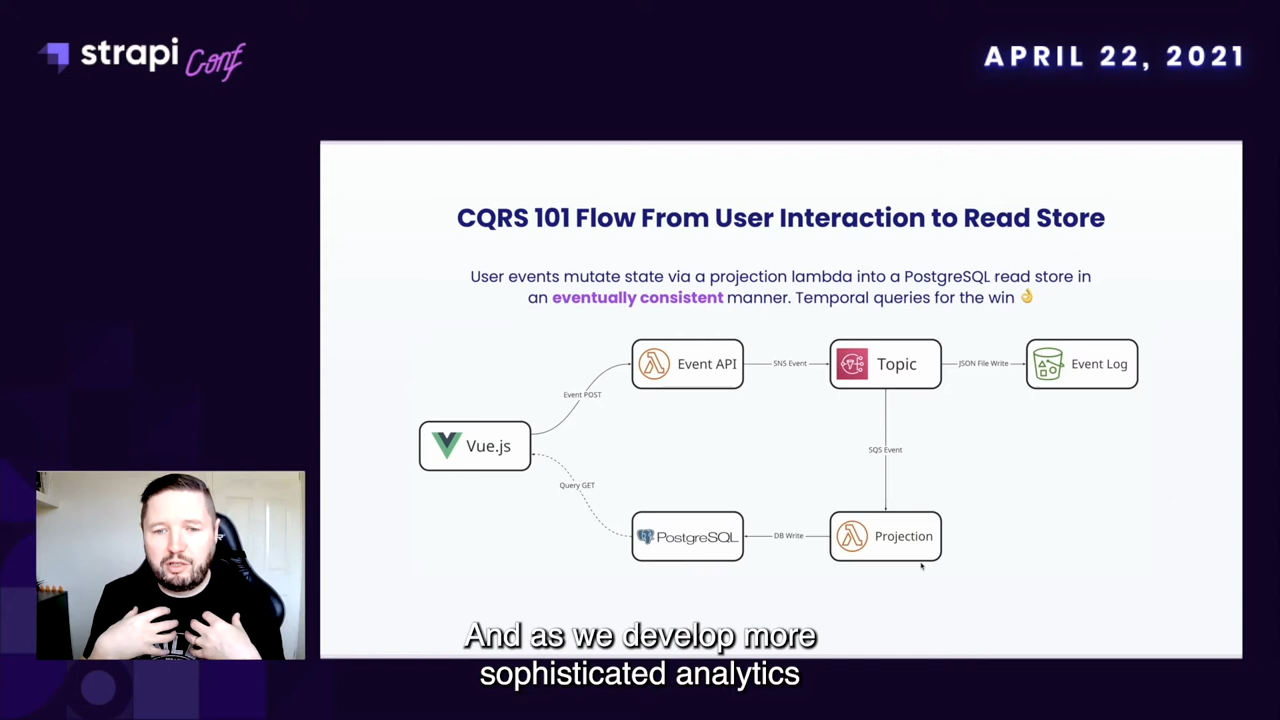 strapi Conf
APRIL 22, 2021
CQRS 101 Flow From User Interaction to Read Store
User events mutate state via a projection lambda into a PostgreSQL read store in
an eventually consistent manner. Temporal queries for the win 👌
Event API
SNS Event
Topic
JSON File Write
Event Log
Event POST
Vue.js
SQS Event
Query GET
PostgreSQL
DB Write
Projection
And as we develop more
sophisticated analytics